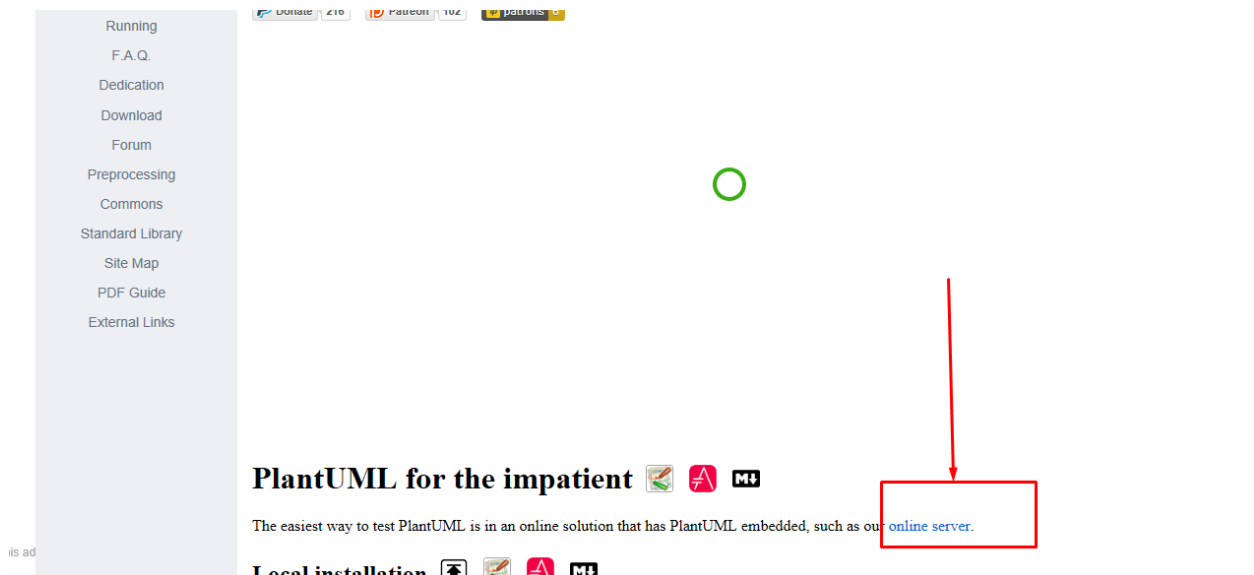 Donate 216 Patreon 102 patrons 8
Running
F.A.Q.
Dedication
Download
Forum
Preprocessing
Commons
Standard Library
Site Map
PDF Guide
External Links
PlantUML for the impatient M
The easiest way to test PlantUML is in an online solution that has PlantUML embedded, such as our online server.
his ad
Local installation M